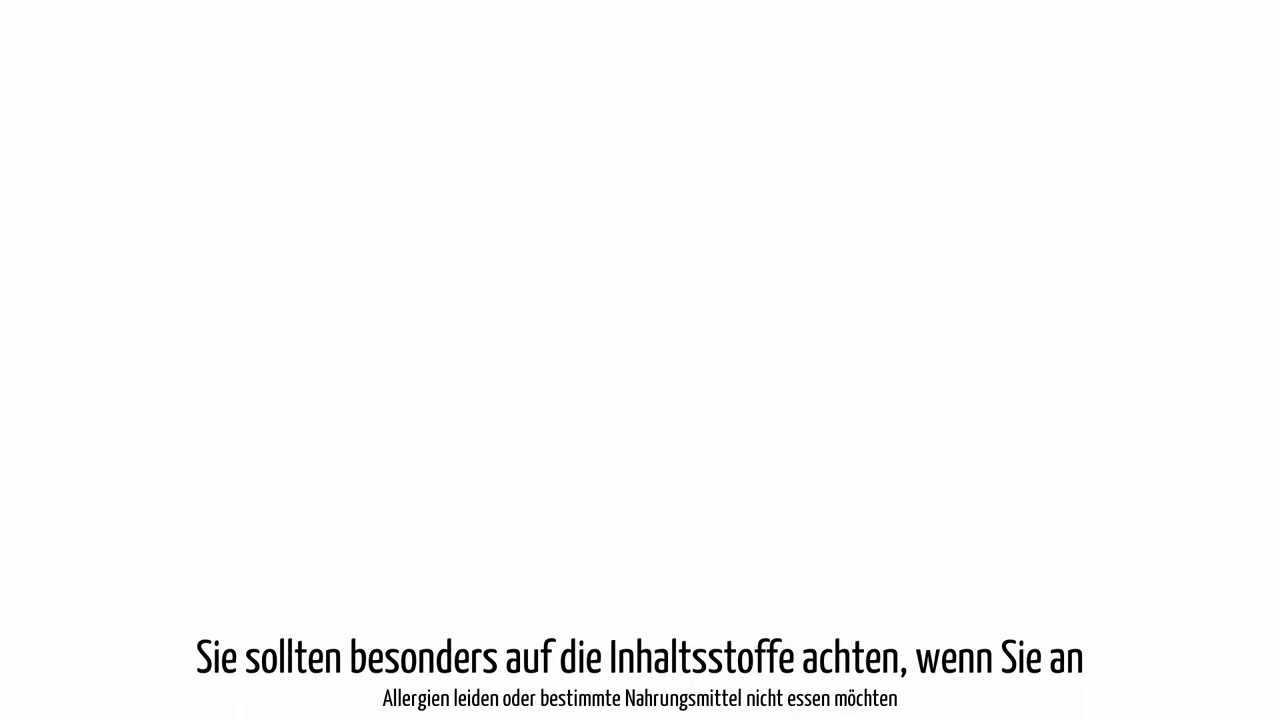 Sie sollten besonders auf die Inhaltsstoffe achten, wenn Sie an
Allergien leiden oder bestimmte Nahrungsmittel nicht essen möchten